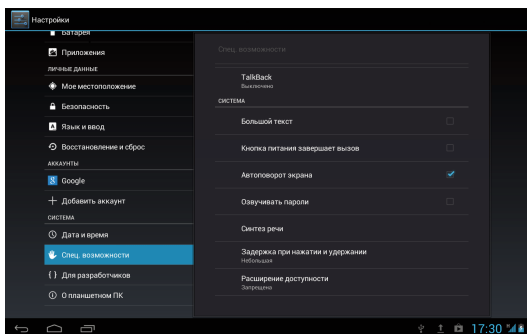 Настройки
Батарея
Приложения
ЛИЧНЫЕ ДАННЫЕ
Мое местоположение
Безопасность
Язык и ввод
Восстановление и сброс
АККАУНТЫ
Google
Добавить аккаунт
СИСТЕМА
Дата и время
Спец. возможности
Для разработчиков
О планшетном ПК
Спец. возможности
TalkBack
Выключено
СИСТЕМА
Большой текст
Кнопка питания завершает вызов
Автоповорот экрана
Озвучивать пароли
Синтез речи
Задержка при нажатии и удержании
Небольшая
Расширение доступности
Запрещена
17:30